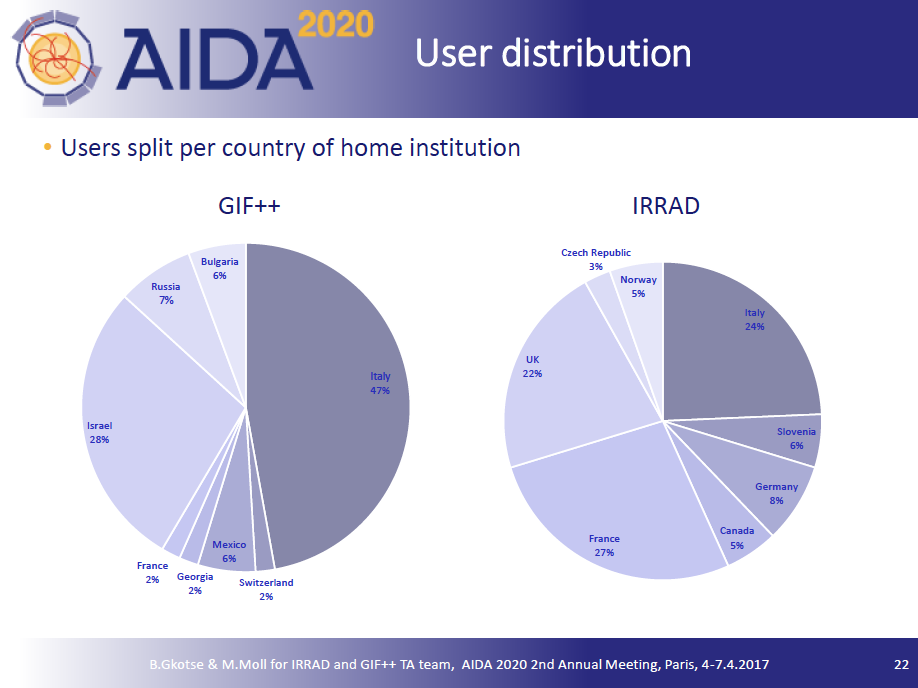 AIDA 2020
User distribution
• Users split per country of home institution
GIF++
Bulgaria
6%
Russia
7%
Italy
47%
Israel
28%
Mexico
6%
France
2%
Georgia
2%
Switzerland
2%
IRRAD
Czech Republic
3%
Norway
5%
Italy
24%
UK
22%
Slovenia
6%
Germany
8%
Canada
5%
France
27%
B.Gkotse & M.Moll for IRRAD and GIF++ TA team, AIDA 2020 2nd Annual Meeting, Paris, 4-7.4.2017
22